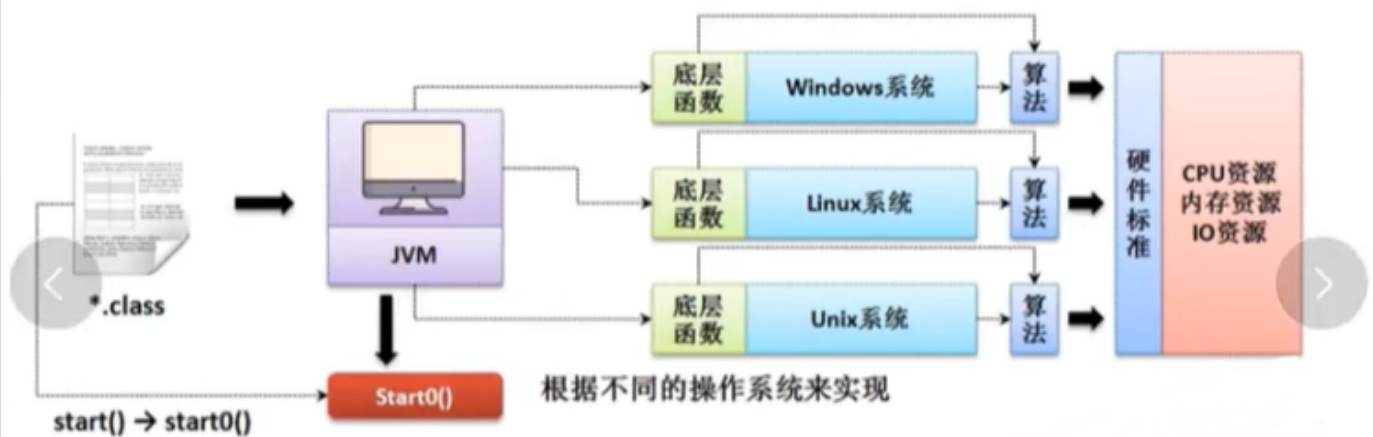 *.class
start() → start0()
JVM
Start0()
底层
函数
Windows系统
算
法
底层
函数
Linux系统
算
法
底层
函数
Unix系统
算
法
根据不同的操作系统来实现
硬
件
标
准
CPU资源
内存资源
IO资源